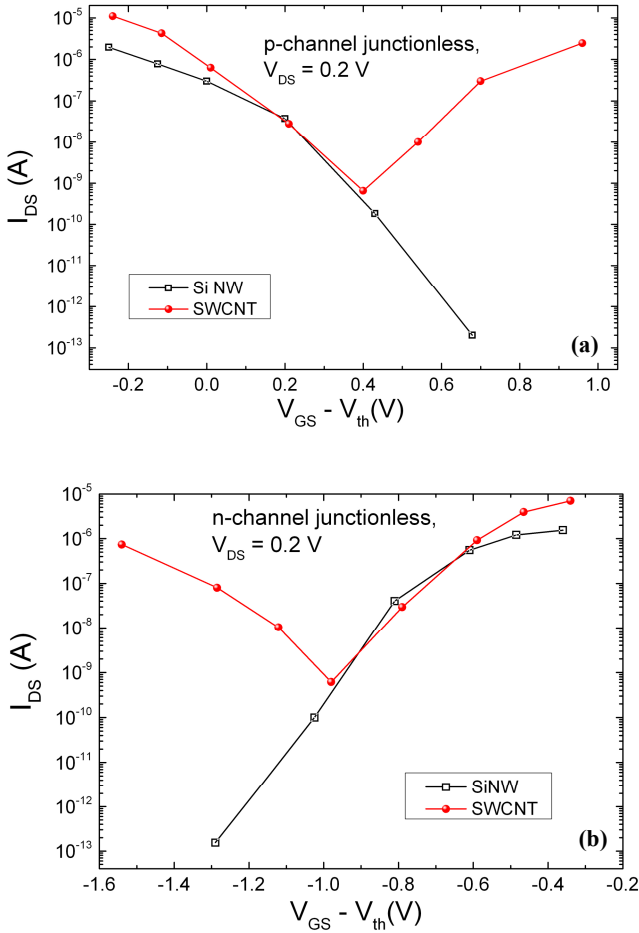 10⁻⁵
10⁻⁶
10⁻⁷
10⁻⁸
10⁻⁹
10⁻¹⁰
10⁻¹¹
10⁻¹²
10⁻¹³
I_DS (A)
p-channel junctionless,
V_DS = 0.2 V
Si NW
SWCNT
(a)
-0.2 0.0 0.2 0.4 0.6 0.8 1.0
V_GS - V_th(V)
10⁻⁵
10⁻⁶
10⁻⁷
10⁻⁸
10⁻⁹
10⁻¹⁰
10⁻¹¹
10⁻¹²
10⁻¹³
I_DS (A)
n-channel junctionless,
V_DS = 0.2 V
SiNW
SWCNT
(b)
-1.6 -1.4 -1.2 -1.0 -0.8 -0.6 -0.4 -0.2
V_GS - V_th(V)